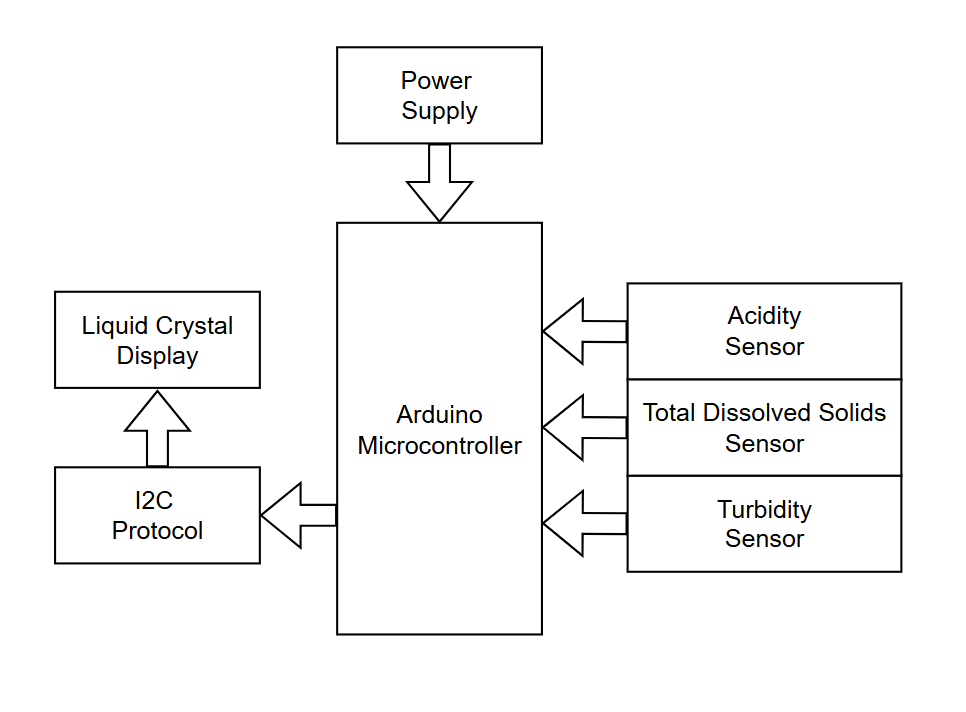 Power
Supply
Liquid Crystal
Display
I2C
Protocol
Arduino
Microcontroller
Acidity
Sensor
Total Dissolved Solids
Sensor
Turbidity
Sensor